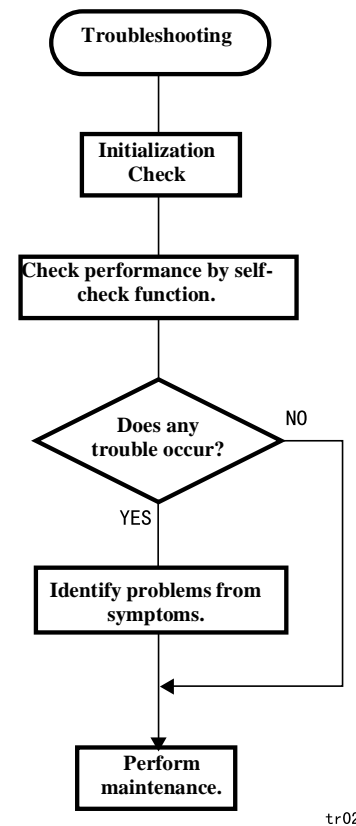 Troubleshooting
Initialization
Check
Check performance by self-
check function.
Does any
trouble occur?
NO
YES
Identify problems from
symptoms.
Perform
maintenance.
tr02